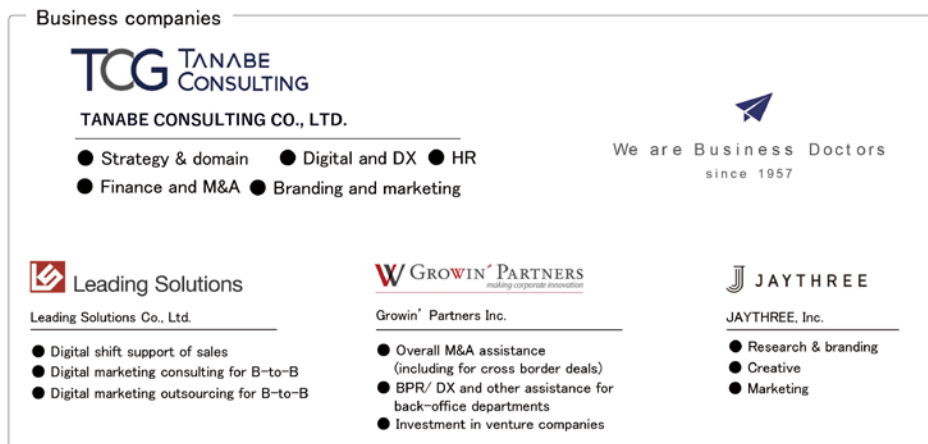 Business companies
TCG TANABE CONSULTING
TANABE CONSULTING CO., LTD.
● Strategy & domain ● Digital and DX ● HR
● Finance and M&A ● Branding and marketing
We are Business Doctors
since 1957
Leading Solutions
Leading Solutions Co., Ltd.
● Digital shift support of sales
● Digital marketing consulting for B-to-B
● Digital marketing outsourcing for B-to-B
GROWIN' PARTNERS
making corporate innovation
Growin' Partners Inc.
● Overall M&A assistance
(including for cross border deals)
● BPR/ DX and other assistance for
back-office departments
● Investment in venture companies
JAYTHREE
JAYTHREE, Inc.
● Research & branding
● Creative
● Marketing